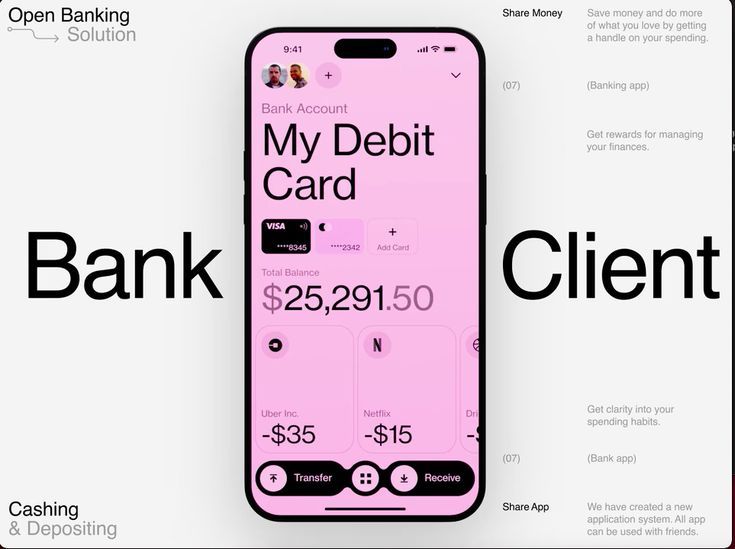 Open Banking
Solution
Share Money
Save money and do more
of what you love by getting
a handle on your spending.
(07)
(Banking app)
Get rewards for managing
your finances.
9:41
Bank Account
My Debit
Card
VISA
****8345
****2342
+
Add Card
Total Balance
$25,291.50
Bank
Client
N
Uber Inc.
Netflix
Dri
-$35
-$15
-$
Transfer
Receive
Get clarity into your
spending habits.
(07)
(Bank app)
Cashing
& Depositing
Share App
We have created a new
application system. All app
can be used with friends.